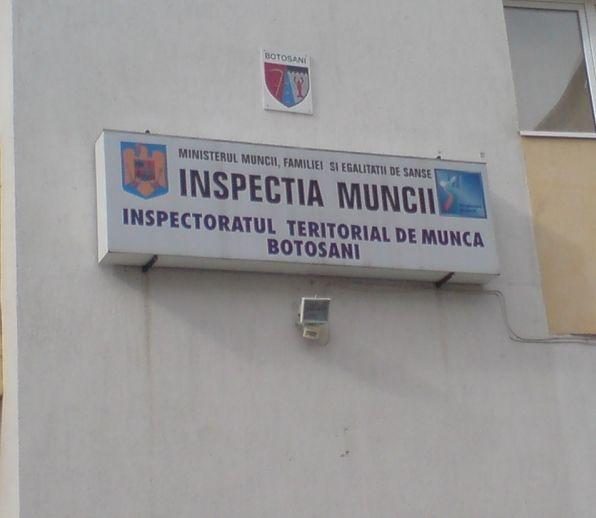 BOTOSANI
MINISTERUL MUNCII, FAMILIEI SI EGALITATII DE SANSE
INSPECTIA MUNCII
INSPECTORATUL TERITORIAL DE MUNCA
BOTOSANI